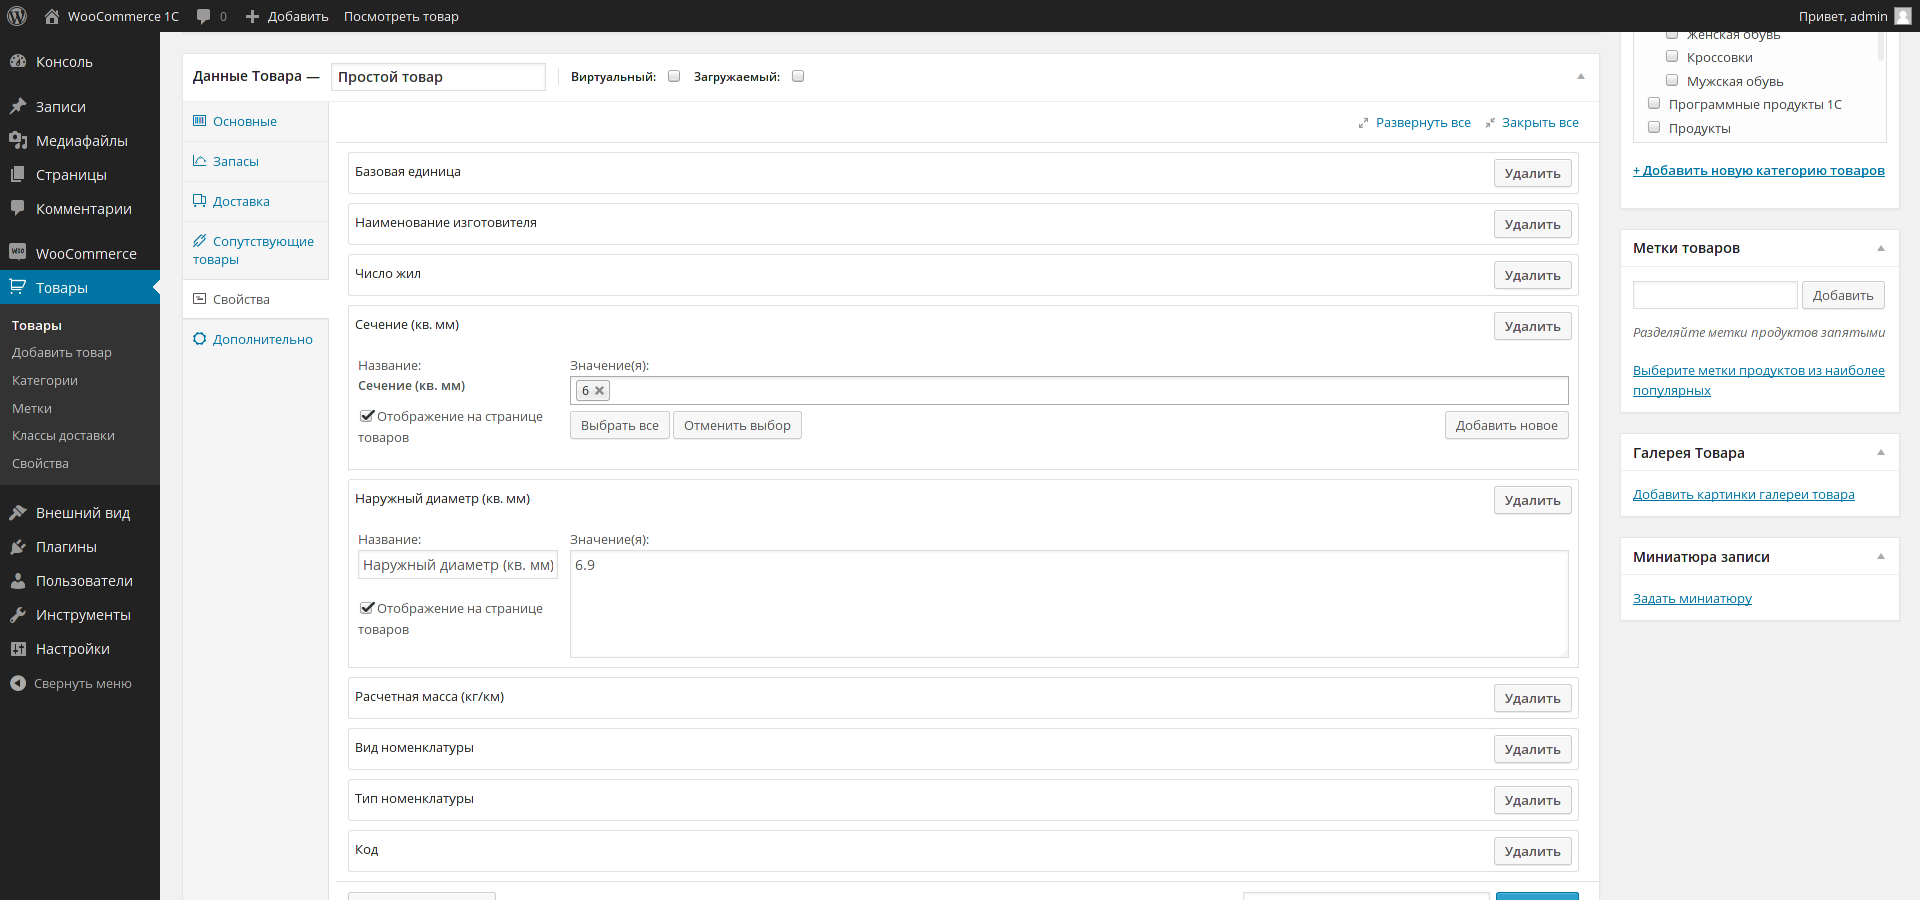 WooCommerce 1C 0 Добавить Посмотреть товар Привет, admin
Консоль
Записи
Медиафайлы
Страницы
Комментарии
WooCommerce
Товары
Товары
Добавить товар
Категории
Метки
Классы доставки
Свойства
Внешний вид
Плагины
Пользователи
Инструменты
Настройки
Свернуть меню
Данные Товара — Простой товар Виртуальный: Загружаемый:
Основные
Запасы
Доставка
Сопутствующие
товары
Свойства
Дополнительно
Развернуть все Закрыть все
Базовая единица Удалить
Наименование изготовителя Удалить
Число жил Удалить
Сечение (кв. мм) Удалить
Название: Значение(я):
Сечение (кв. мм) 6
Отображение на странице
товаров
Выбрать все Отменить выбор Добавить новое
Наружный диаметр (кв. мм) Удалить
Название: Значение(я):
Наружный диаметр (кв. мм) 6.9
Отображение на странице
товаров
Расчетная масса (кг/км) Удалить
Вид номенклатуры Удалить
Тип номенклатуры Удалить
Код Удалить
Женская обувь
Кроссовки
Мужская обувь
Программные продукты 1С
Продукты
+ Добавить новую категорию товаров
Метки товаров
Добавить
Разделяйте метки продуктов запятыми
Выберите метки продуктов из наиболее
популярных
Галерея Товара
Добавить картинки галереи товара
Миниатюра записи
Задать миниатюру